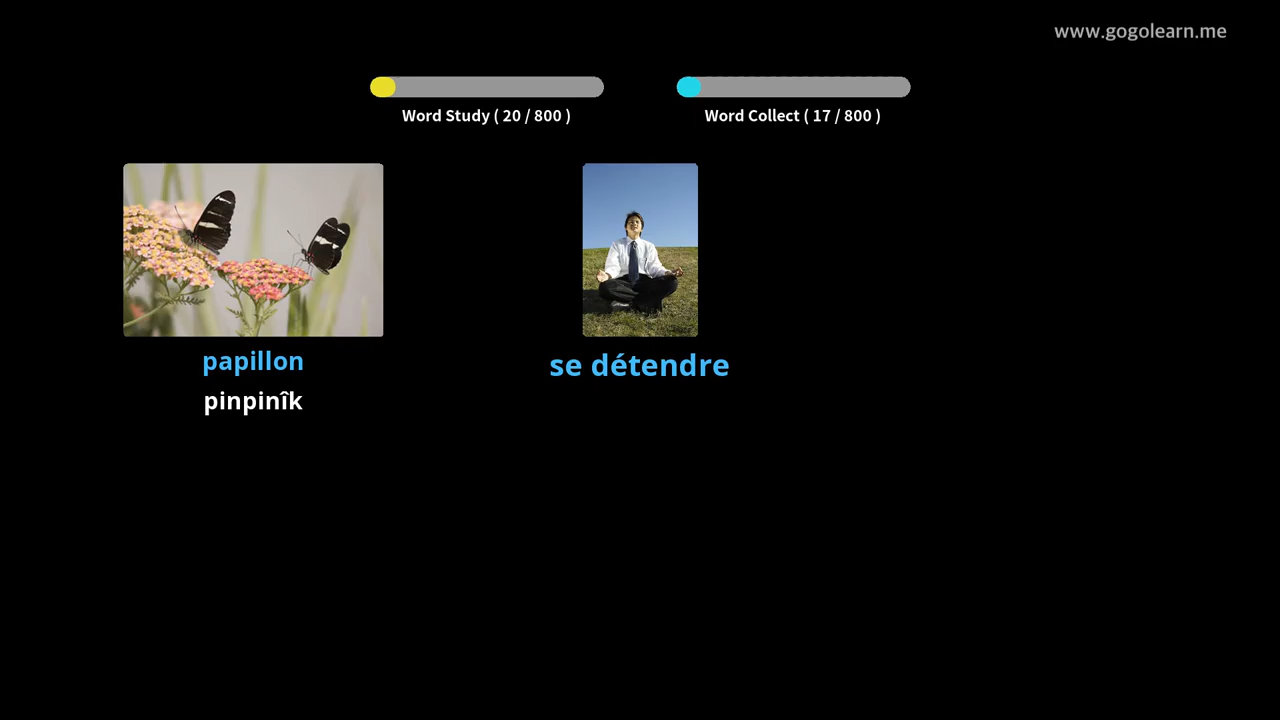 www.gogolearn.me
Word Study ( 20 / 800 )
Word Collect ( 17 / 800 )
papillon
pinpinîk
se détendre